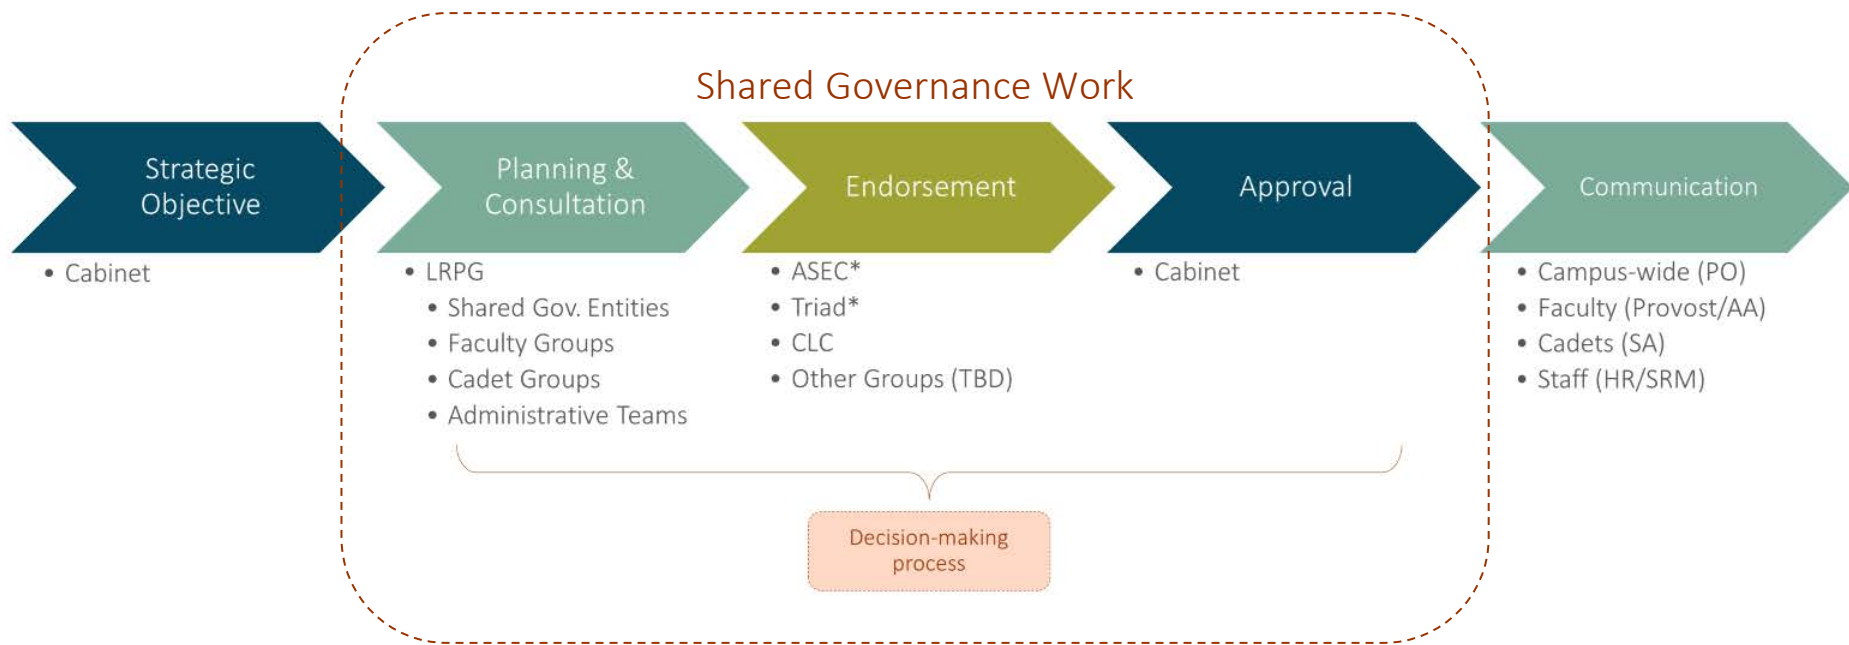 Shared Governance Work
Strategic
Objective
• Cabinet
Planning &
Consultation
• LRPG
• Shared Gov. Entities
• Faculty Groups
• Cadet Groups
• Administrative Teams
Endorsement
• ASEC*
• Triad*
• CLC
• Other Groups (TBD)
Approval
• Cabinet
Communication
• Campus-wide (PO)
• Faculty (Provost/AA)
• Cadets (SA)
• Staff (HR/SRM)
Decision-making
process